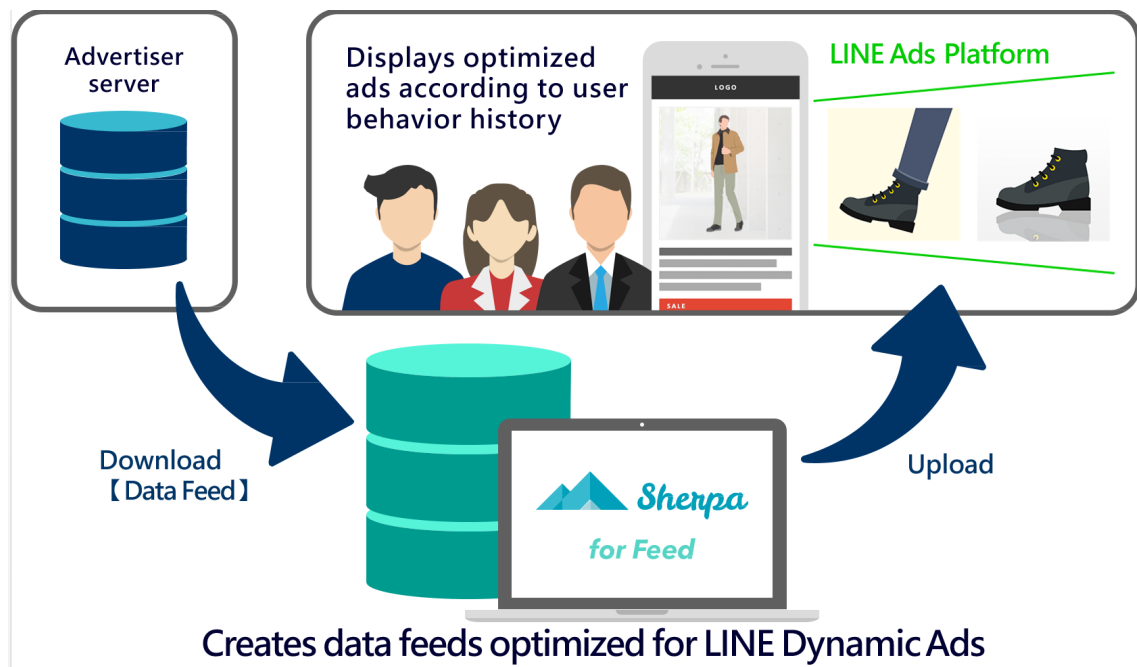 Advertiser
server
Displays optimized
ads according to user
behavior history
LOGO
SALE
LINE Ads Platform
Download
【Data Feed】
Sherpa
for Feed
Upload
Creates data feeds optimized for LINE Dynamic Ads